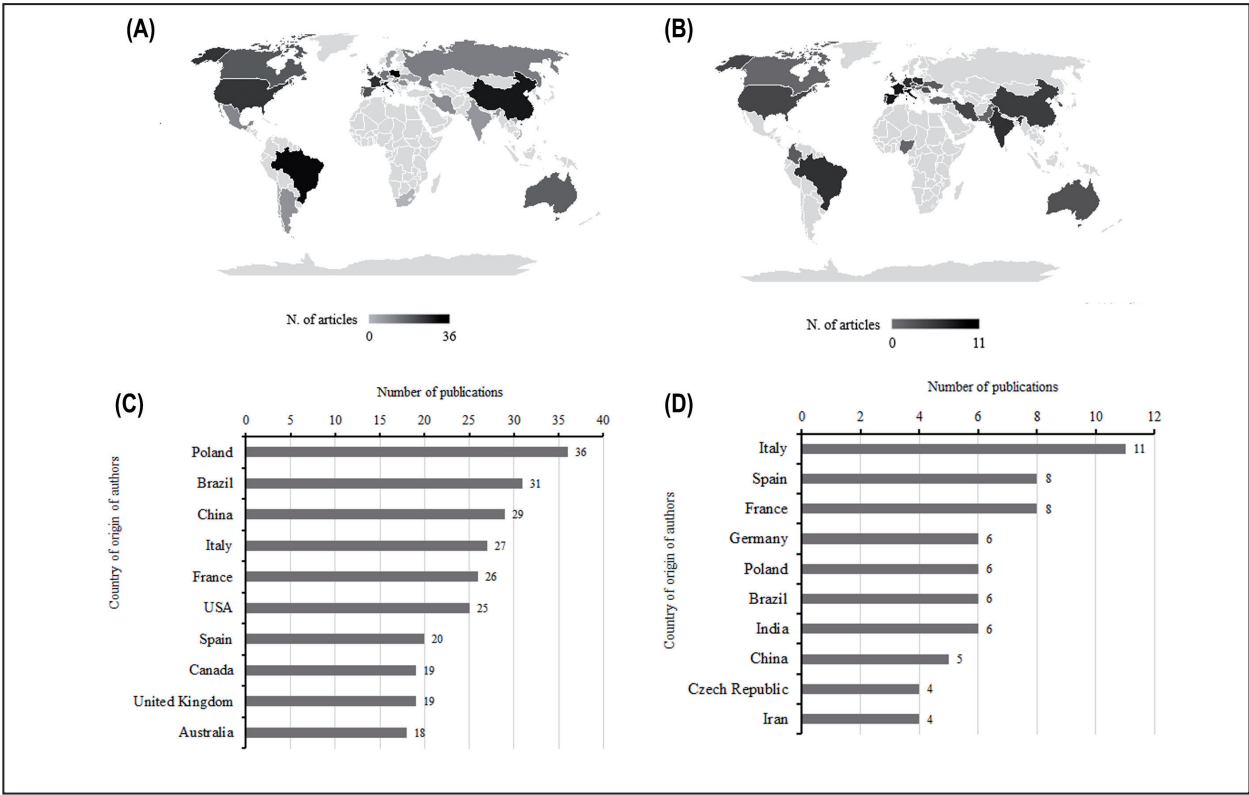 (A)
(B)
N. of articles
0 36
N. of articles
0 11
(C)
Number of publications
0 5 10 15 20 25 30 35 40
Country of origin of authors
Poland 36
Brazil 31
China 29
Italy 27
France 26
USA 25
Spain 20
Canada 19
United Kingdom 19
Australia 18
(D)
Number of publications
0 2 4 6 8 10 12
Country of origin of authors
Italy 11
Spain 8
France 8
Germany 6
Poland 6
Brazil 6
India 6
China 5
Czech Republic 4
Iran 4